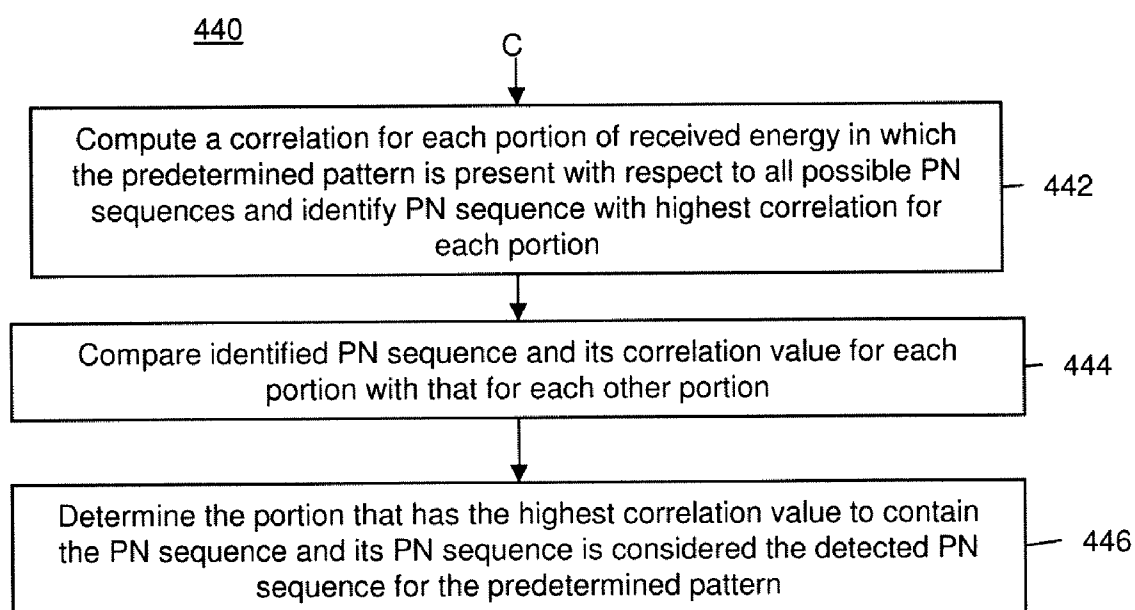 440
C
Compute a correlation for each portion of received energy in which
the predetermined pattern is present with respect to all possible PN
sequences and identify PN sequence with highest correlation for
each portion
442
Compare identified PN sequence and its correlation value for each
portion with that for each other portion
444
Determine the portion that has the highest correlation value to contain
the PN sequence and its PN sequence is considered the detected PN
sequence for the predetermined pattern
446